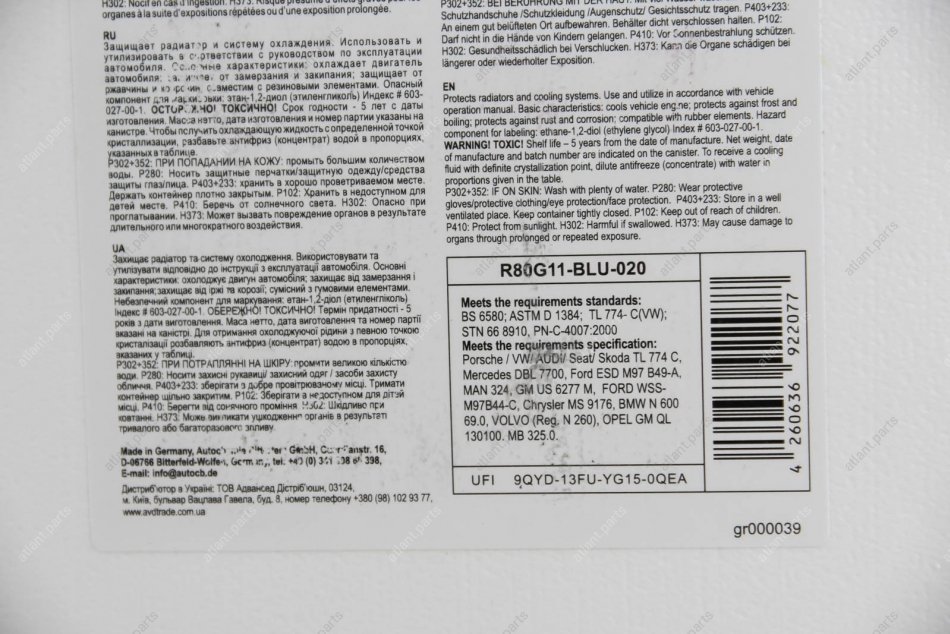 organes à la suite d'expositions répétées ou d'une exposition prolongée.
RU
Защищает радиатор и систему охлаждения. Использовать и
утилизировать в соответствии с руководством по эксплуатации
автомобиля. характеристики: охлаждает двигатель
автомобиля; от замерзания и закипания; защищает от
ржавчины и коррозии, совместим с резиновыми элементами. Опасный
компонент для маркировки: этан-1,2-диол (этиленгликоль) Индекс # 603-
027-00-1. ОСТОРОЖНО! ТОКСИЧНО! Срок годности - 5 лет с даты
изготовления. Масса нетто, дата изготовления и номер партии указаны на
канистре. Чтобы получить охлаждающую жидкость с определенной точкой
кристаллизации, разбавьте антифриз (концентрат) водой в пропорциях,
указанных в таблице.
P302+352: ПРИ ПОПАДАНИИ НА КОЖУ: промыть большим количеством
воды. P280: Носить защитные перчатки/защитную одежду/средства
защиты глаз/лица. P403+233: хранить в хорошо проветриваемом месте.
Держать контейнер плотно закрытым. P102: Хранить в недоступном для
детей месте. P410: Беречь от солнечного света. H302: Опасно при
проглатывании. H373: Может вызвать повреждение органов в результате
длительного или многократного воздействия.
UA
Захищає радіатор та систему охолодження. Використовувати та
утилізувати відповідно до інструкції з експлуатації автомобіля. Основні
характеристики: охолоджує двигун автомобіля; захищає від замерзання і
закипання; захищає від іржі та корозії; сумісний з гумовими елементами.
Небезпечний компонент для маркування: етан-1,2-діол (етиленгліколь)
Індекс # 603-027-00-1. ОБЕРЕЖНО! ТОКСИЧНО! Термін придатності - 5
років з дати виготовлення. Маса нетто, дата виготовлення та номер партії
вказані на каністрі. Для отримання охолоджуючої рідини з певною точкою
кристалізації розбавляють антифриз (концентрат) водою в пропорціях,
вказаних у таблиці.
P302+352: ПРИ ПОТРАПЛЯННІ НА ШКІРУ: промити великою кількістю
води. P280: Носити захисні рукавиці/ захисний одяг / засоби захисту
обличчя. P403+233: зберігати з добре провітрюваному місці. Тримати
контейнер щільно закритим. P102: Зберігати в недоступном для дітей
місці. P410: Берегти від сонячного проміння. H302: Шкідливо при
ковтанні. H373: Може викликати ушкодження органів в результаті
тривалого або багаторазового впливу.
Made in Germany, GmbH, 16,
D-06766 Bitterfeld-Wolfen, Germany, tel. 398,
E-mail: info@autocb.de
Дистриб'ютор в Україні: ТОВ Адвансед Дістріб'юшн, 03124,
м. Київ, бульвар Вацлава Гавела, буд. 8, номер телефону +380 (98) 102 93 77,
www.avdtrade.com.ua
Schutzhandschuhe /Schutzkleidung /Augenschutz/ Gesichtsschutz tragen. P403+233:
An einem gut belüfteten Ort aufbewahren. Behälter dicht verschlossen halten. P102:
Darf nicht in die Hände von Kindern gelangen. P410: Vor Sonnenbestrahlung schützen.
H302: Gesundheitsschädlich bei Verschlucken. H373: Kann die Organe schädigen bei
längerer oder wiederholter Exposition.
EN
Protects radiators and cooling systems. Use and utilize in accordance with vehicle
operation manual. Basic characteristics: cools vehicle engine; protects against frost and
boiling; protects against rust and corrosion; compatible with rubber elements. Hazard
component for labeling: ethane-1,2-diol (ethylene glycol) Index # 603-027-00-1.
WARNING! TOXIC! Shelf life – 5 years from the date of manufacture. Net weight, date
of manufacture and batch number are indicated on the canister. To receive a cooling
fluid with definite crystallization point, dilute antifreeze (concentrate) with water in
proportions given in the table.
P302+352: IF ON SKIN: Wash with plenty of water. P280: Wear protective
gloves/protective clothing/eye protection/face protection. P403+233: Store in a well
ventilated place. Keep container tightly closed. P102: Keep out of reach of children.
P410: Protect from sunlight. H302: Harmful if swallowed. H373: May cause damage to
organs through prolonged or repeated exposure.
R80G11-BLU-020
Meets the requirements standards:
BS 6580; ASTM D 1384; TL 774- C(VW);
STN 66 8910, PN-C-4007:2000
Meets the requirements specification:
Porsche / VW/ AUDI/ Seat/ Skoda TL 774 C,
Mercedes DBL 7700, Ford ESD M97 B49-A,
MAN 324, GM US 6277 M, FORD WSS-
M97B44-C, Chrysler MS 9176, BMW N 600
69.0, VOLVO (Reg. N 260), OPEL GM QL
130100. MB 325.0.
UFI 9QYD-13FU-YG15-0QEA
4 260636 922077
gr000039